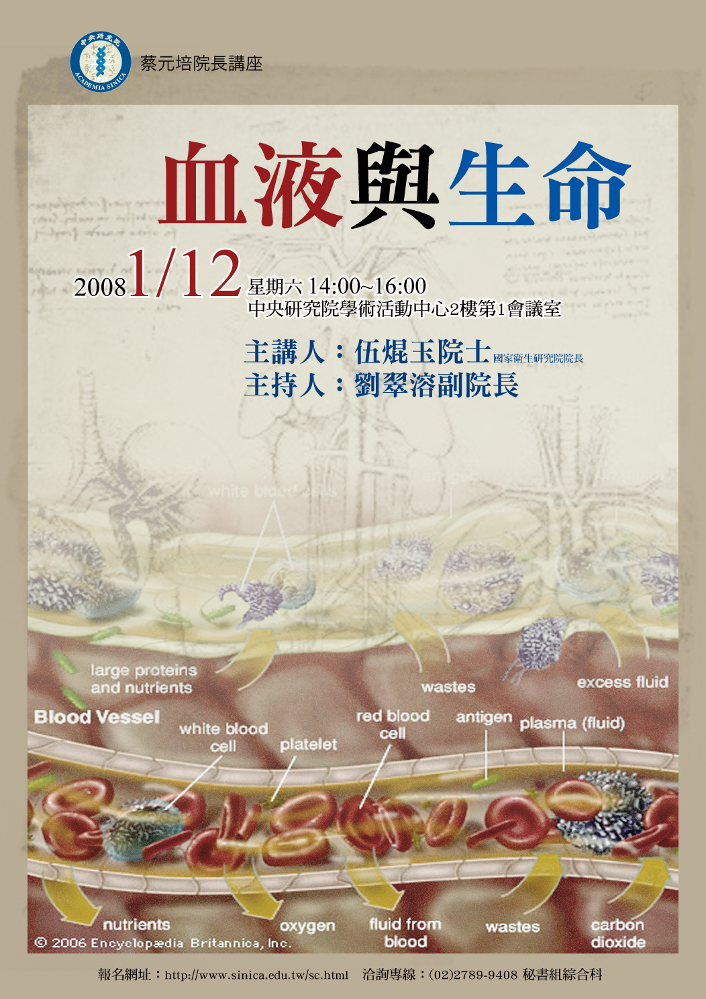 中央研究院
ACADEMIA SINICA
蔡元培院長講座
血液與生命
2008 1/12 星期六 14:00~16:00
中央研究院學術活動中心2樓第1會議室
主講人：伍焜玉院士 國家衛生研究院院長
主持人：劉翠溶副院長
white blood cells
antigen
large proteins
and nutrients
wastes
excess fluid
Blood Vessel
white blood
cell
platelet
red blood
cell
antigen
plasma (fluid)
nutrients
oxygen
fluid from
blood
wastes
carbon
dioxide
© 2006 Encyclopædia Britannica, Inc.
報名網址：http://www.sinica.edu.tw/sc.html 洽詢專線：(02)2789-9408 秘書組綜合科